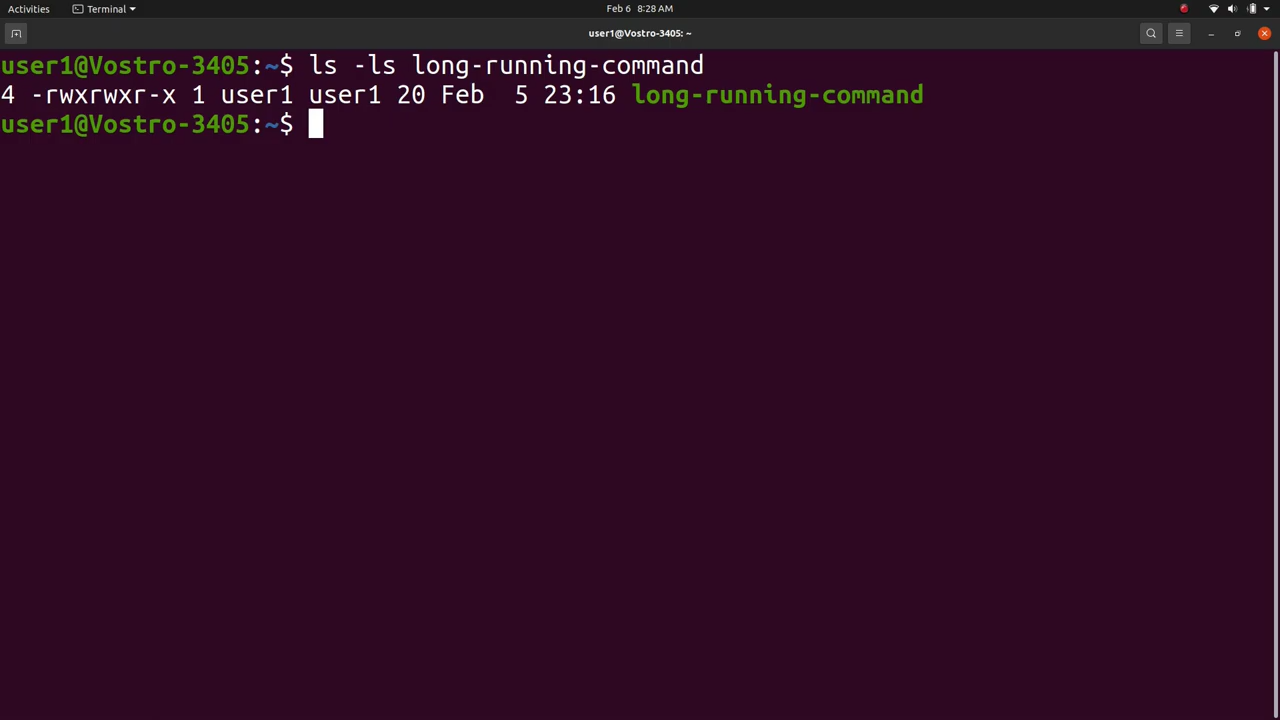 Activities Terminal Feb 6 8:28 AM
user1@Vostro-3405: ~
user1@Vostro-3405:~$ ls -ls long-running-command
4 -rwxrwxr-x 1 user1 user1 20 Feb  5 23:16 long-running-command
user1@Vostro-3405:~$